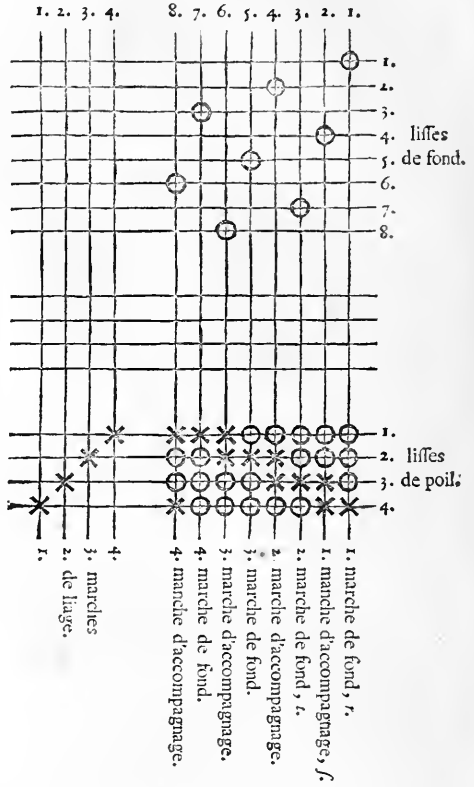 1. 2. 3. 4. 8. 7. 6. 5. 4. 3. 2. 1.
1.
2.
3.
4. liſſes
5. de fond.
6.
7.
8.
1.
2. liſſes
3. de poil.
4.
1.
2. de liage.
3. marches
4.
4. manche d'accompagnage.
4. marche de fond.
3. marche d'accompagnage.
3. marche de fond.
2. marche d'accompagnage.
2. marche de fond, t.
1. marche d'accompagnage, ſ.
1. marche de fond, r.